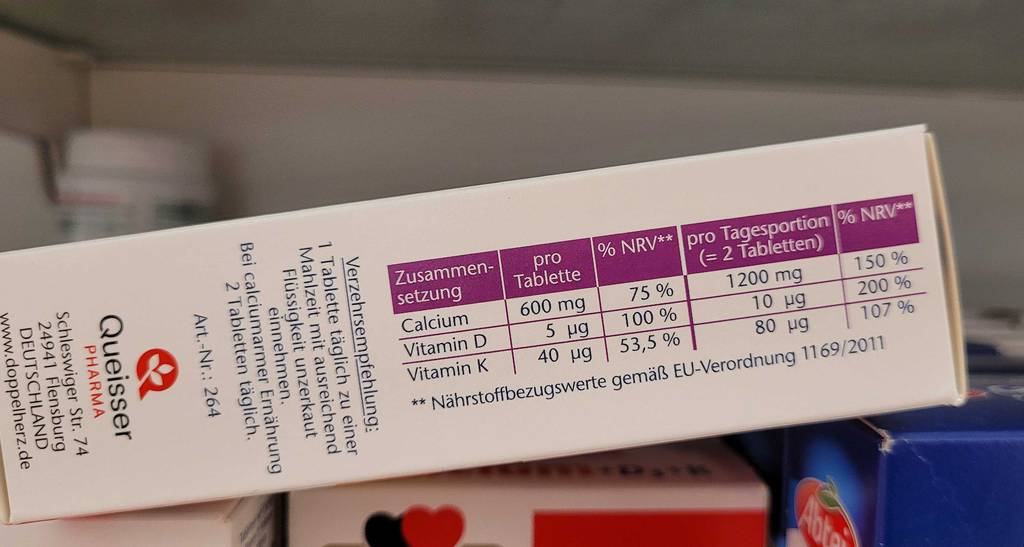 Zusammen-
setzung
pro
Tablette
% NRV**
pro Tagesportion
(= 2 Tabletten)
% NRV**
Calcium 600 mg 75 % 1200 mg 150 %
Vitamin D 5 µg 100 % 10 µg 200 %
Vitamin K 40 µg 53,5 % 80 µg 107 %
** Nährstoffbezugswerte gemäß EU-Verordnung 1169/2011
Verzehrsempfehlung:
1 Tablette täglich zu einer
Mahlzeit mit ausreichend
Flüssigkeit unzerkaut
einnehmen.
Bei calciumarmer Ernährung
2 Tabletten täglich.
Art.-Nr.: 264
Queisser
PHARMA
Schleswiger Str. 74
24941 Flensburg
DEUTSCHLAND
www.doppelherz.de
Abtei